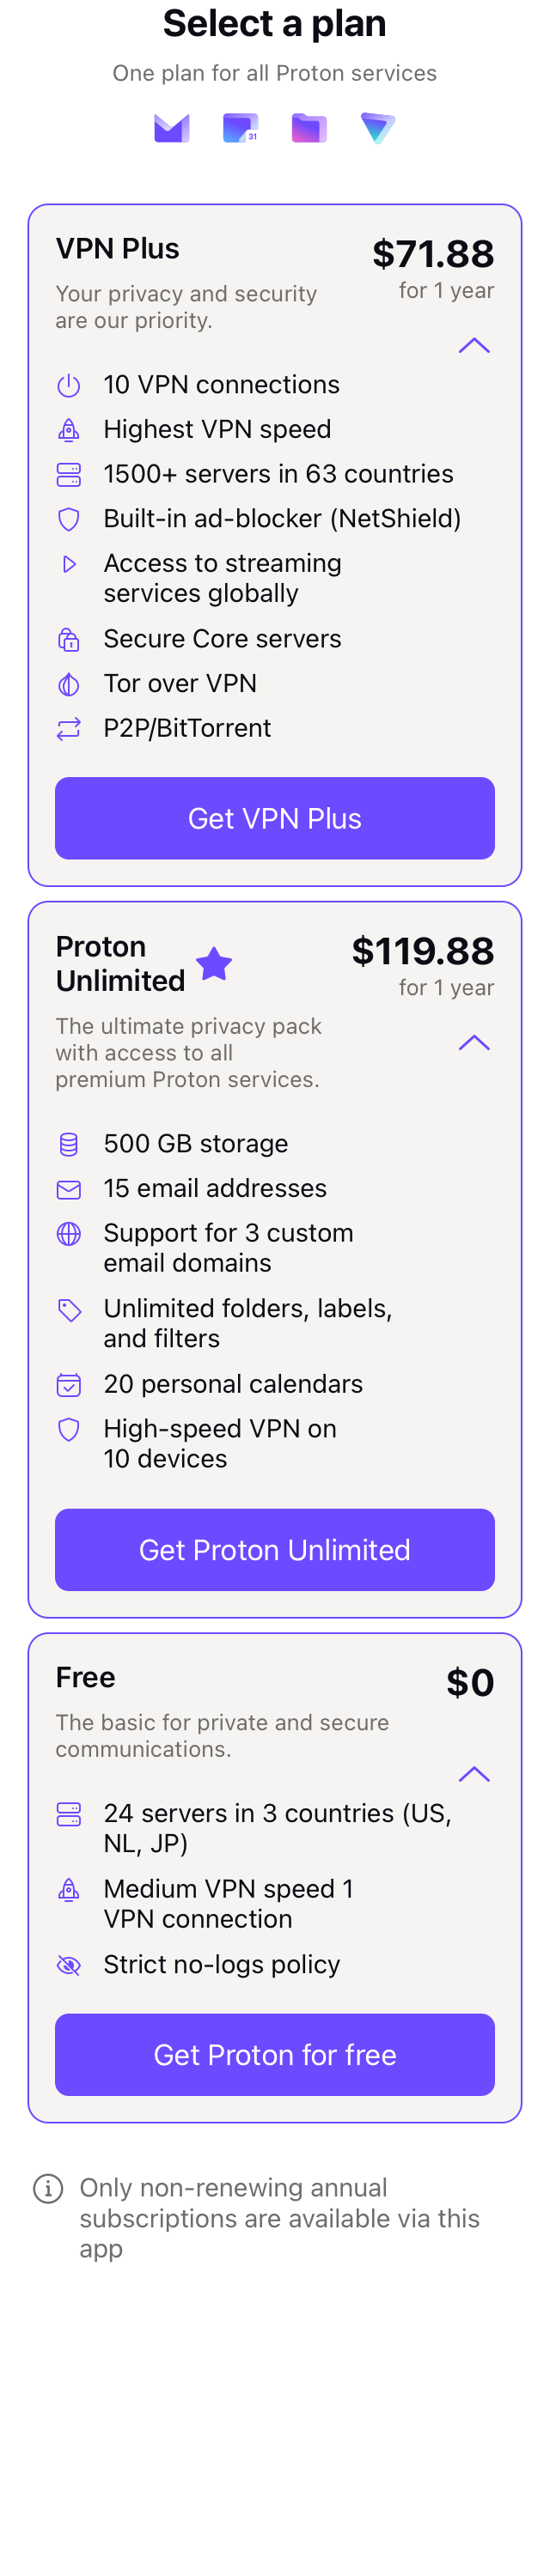 Select a plan
One plan for all Proton services
31
VPN Plus
$71.88
for 1 year
Your privacy and security
are our priority.
10 VPN connections
Highest VPN speed
1500+ servers in 63 countries
Built-in ad-blocker (NetShield)
Access to streaming
services globally
Secure Core servers
Tor over VPN
P2P/BitTorrent
Get VPN Plus
Proton
Unlimited
$119.88
for 1 year
The ultimate privacy pack
with access to all
premium Proton services.
500 GB storage
15 email addresses
Support for 3 custom
email domains
Unlimited folders, labels,
and filters
20 personal calendars
High-speed VPN on
10 devices
Get Proton Unlimited
Free
$0
The basic for private and secure
communications.
24 servers in 3 countries (US,
NL, JP)
Medium VPN speed 1
VPN connection
Strict no-logs policy
Get Proton for free
Only non-renewing annual
subscriptions are available via this
app